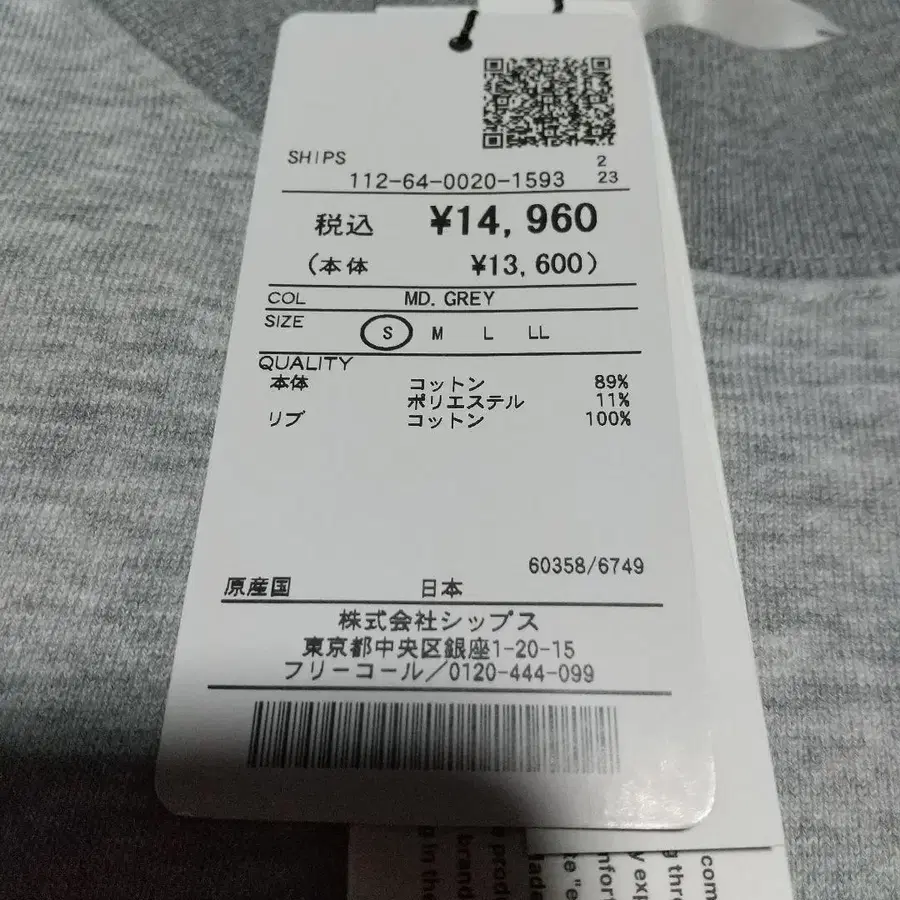 SHIPS
112-64-0020-1593
2
23
税込 ¥14,960
(本体 ¥13,600)
COL MD. GREY
SIZE S M L LL
QUALITY
本体 コットン 89%
ポリエステル 11%
リブ コットン 100%
60358/6749
原産国 日本
株式会社シップス
東京都中央区銀座1-20-15
フリーコール/0120-444-099